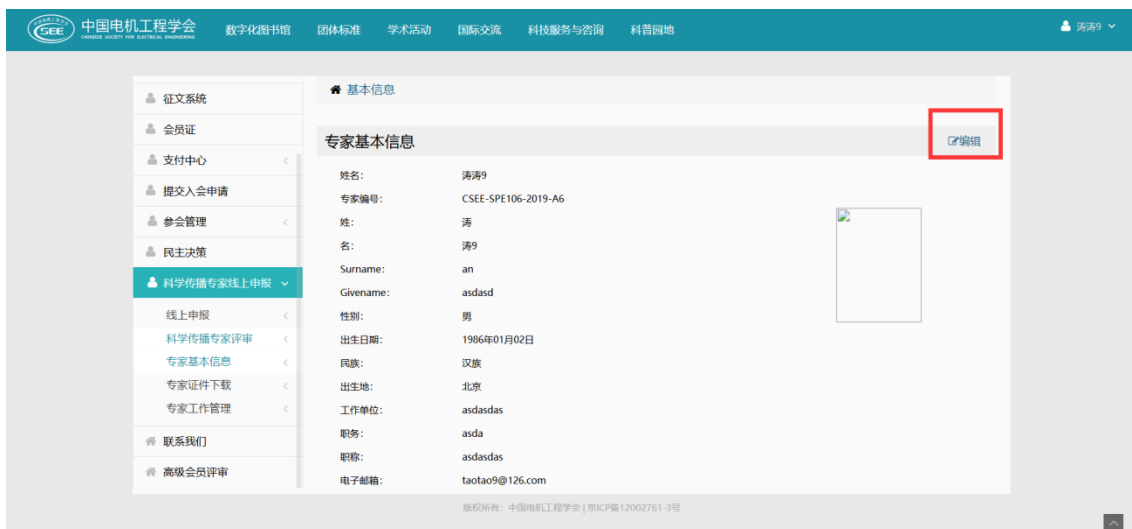 SEE 中国电机工程学会 数字化图书馆 团体标准 学术活动 国际交流 科技服务与咨询 科普园地 涛涛9
CHINESE SOCIETY FOR ELECTRICAL ENGINEERING
征文系统
会员证
支付中心
提交入会申请
参会管理
民主决策
科学传播专家线上申报
线上申报
科学传播专家评审
专家基本信息
专家证件下载
专家工作管理
联系我们
高级会员评审
基本信息
专家基本信息 编辑
姓名: 涛涛9
专家编号: CSEE-SPE106-2019-A6
姓: 涛
名: 涛9
Surname: an
Givename: asdasd
性别: 男
出生日期: 1986年01月02日
民族: 汉族
出生地: 北京
工作单位: asdasdas
职务: asda
职称: asdasdas
电子邮箱: taotao9@126.com
版权所有:中国电机工程学会 | 京ICP备12002761-3号